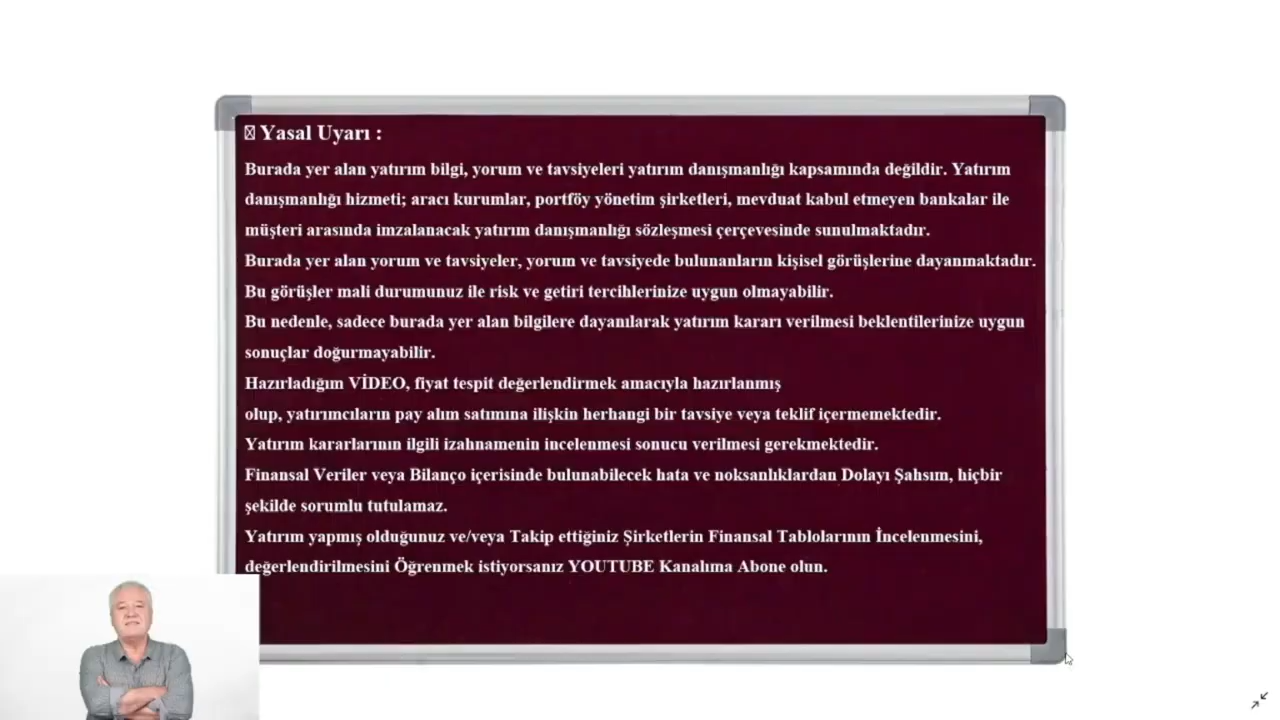 Yasal Uyarı :
Burada yer alan yatırım bilgi, yorum ve tavsiyeleri yatırım danışmanlığı kapsamında değildir. Yatırım
danışmanlığı hizmeti; aracı kurumlar, portföy yönetim şirketleri, mevduat kabul etmeyen bankalar ile
müşteri arasında imzalanacak yatırım danışmanlığı sözleşmesi çerçevesinde sunulmaktadır.
Burada yer alan yorum ve tavsiyeler, yorum ve tavsiyede bulunanların kişisel görüşlerine dayanmaktadır.
Bu görüşler mali durumunuz ile risk ve getiri tercihlerinize uygun olmayabilir.
Bu nedenle, sadece burada yer alan bilgilere dayanılarak yatırım kararı verilmesi beklentilerinize uygun
sonuçlar doğurmayabilir.
Hazırladığım VİDEO, fiyat tespit değerlendirmek amacıyla hazırlanmış
olup, yatırımcıların pay alım satımına ilişkin herhangi bir tavsiye veya teklif içermemektedir.
Yatırım kararlarının ilgili izahnamenin incelenmesi sonucu verilmesi gerekmektedir.
Finansal Veriler veya Bilanço içerisinde bulunabilecek hata ve noksanlıklardan Dolayı Şahsım, hiçbir
şekilde sorumlu tutulamaz.
Yatırım yapmış olduğunuz ve/veya Takip ettiğiniz Şirketlerin Finansal Tablolarının İncelenmesini,
değerlendirilmesini Öğrenmek istiyorsanız YOUTUBE Kanalıma Abone olun.